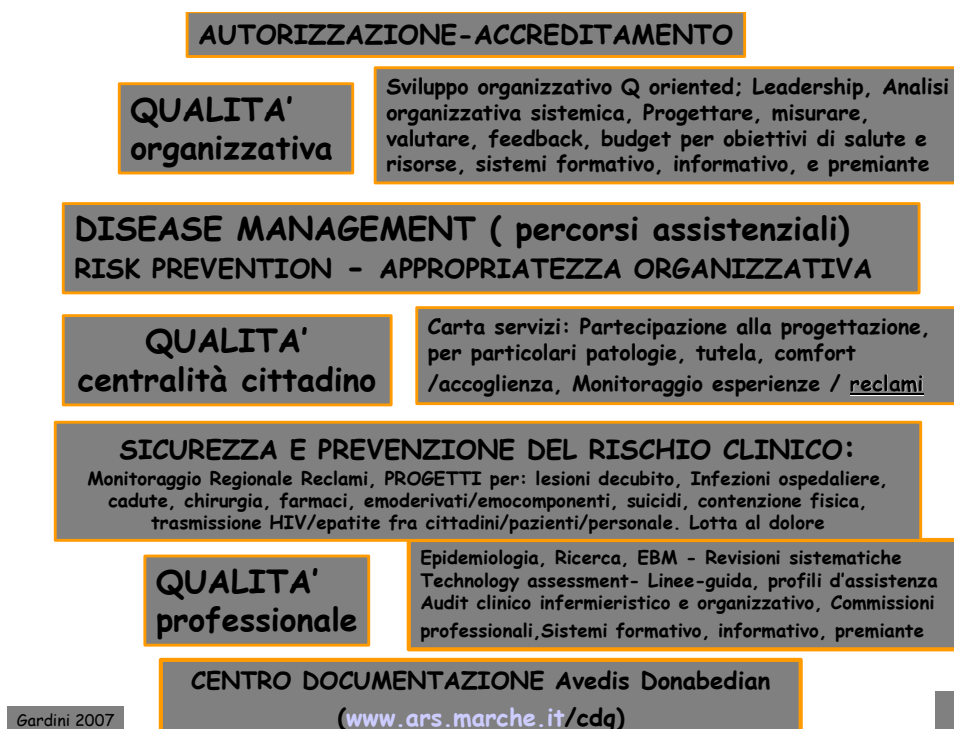 AUTORIZZAZIONE-ACCREDITAMENTO
QUALITA'
organizzativa
Sviluppo organizzativo Q oriented; Leadership, Analisi
organizzativa sistemica, Progettare, misurare,
valutare, feedback, budget per obiettivi di salute e
risorse, sistemi formativo, informativo, e premiante
DISEASE MANAGEMENT ( percorsi assistenziali)
RISK PREVENTION - APPROPRIATEZZA ORGANIZZATIVA
QUALITA'
centralità cittadino
Carta servizi: Partecipazione alla progettazione,
per particolari patologie, tutela, comfort
/accoglienza, Monitoraggio esperienze / reclami
SICUREZZA E PREVENZIONE DEL RISCHIO CLINICO:
Monitoraggio Regionale Reclami, PROGETTI per: lesioni decubito, Infezioni ospedaliere,
cadute, chirurgia, farmaci, emoderivati/emocomponenti, suicidi, contenzione fisica,
trasmissione HIV/epatite fra cittadini/pazienti/personale. Lotta al dolore
QUALITA'
professionale
Epidemiologia, Ricerca, EBM - Revisioni sistematiche
Technology assessment- Linee-guida, profili d'assistenza
Audit clinico infermieristico e organizzativo, Commissioni
professionali,Sistemi formativo, informativo, premiante
CENTRO DOCUMENTAZIONE Avedis Donabedian
(www.ars.marche.it/cdq)
Gardini 2007